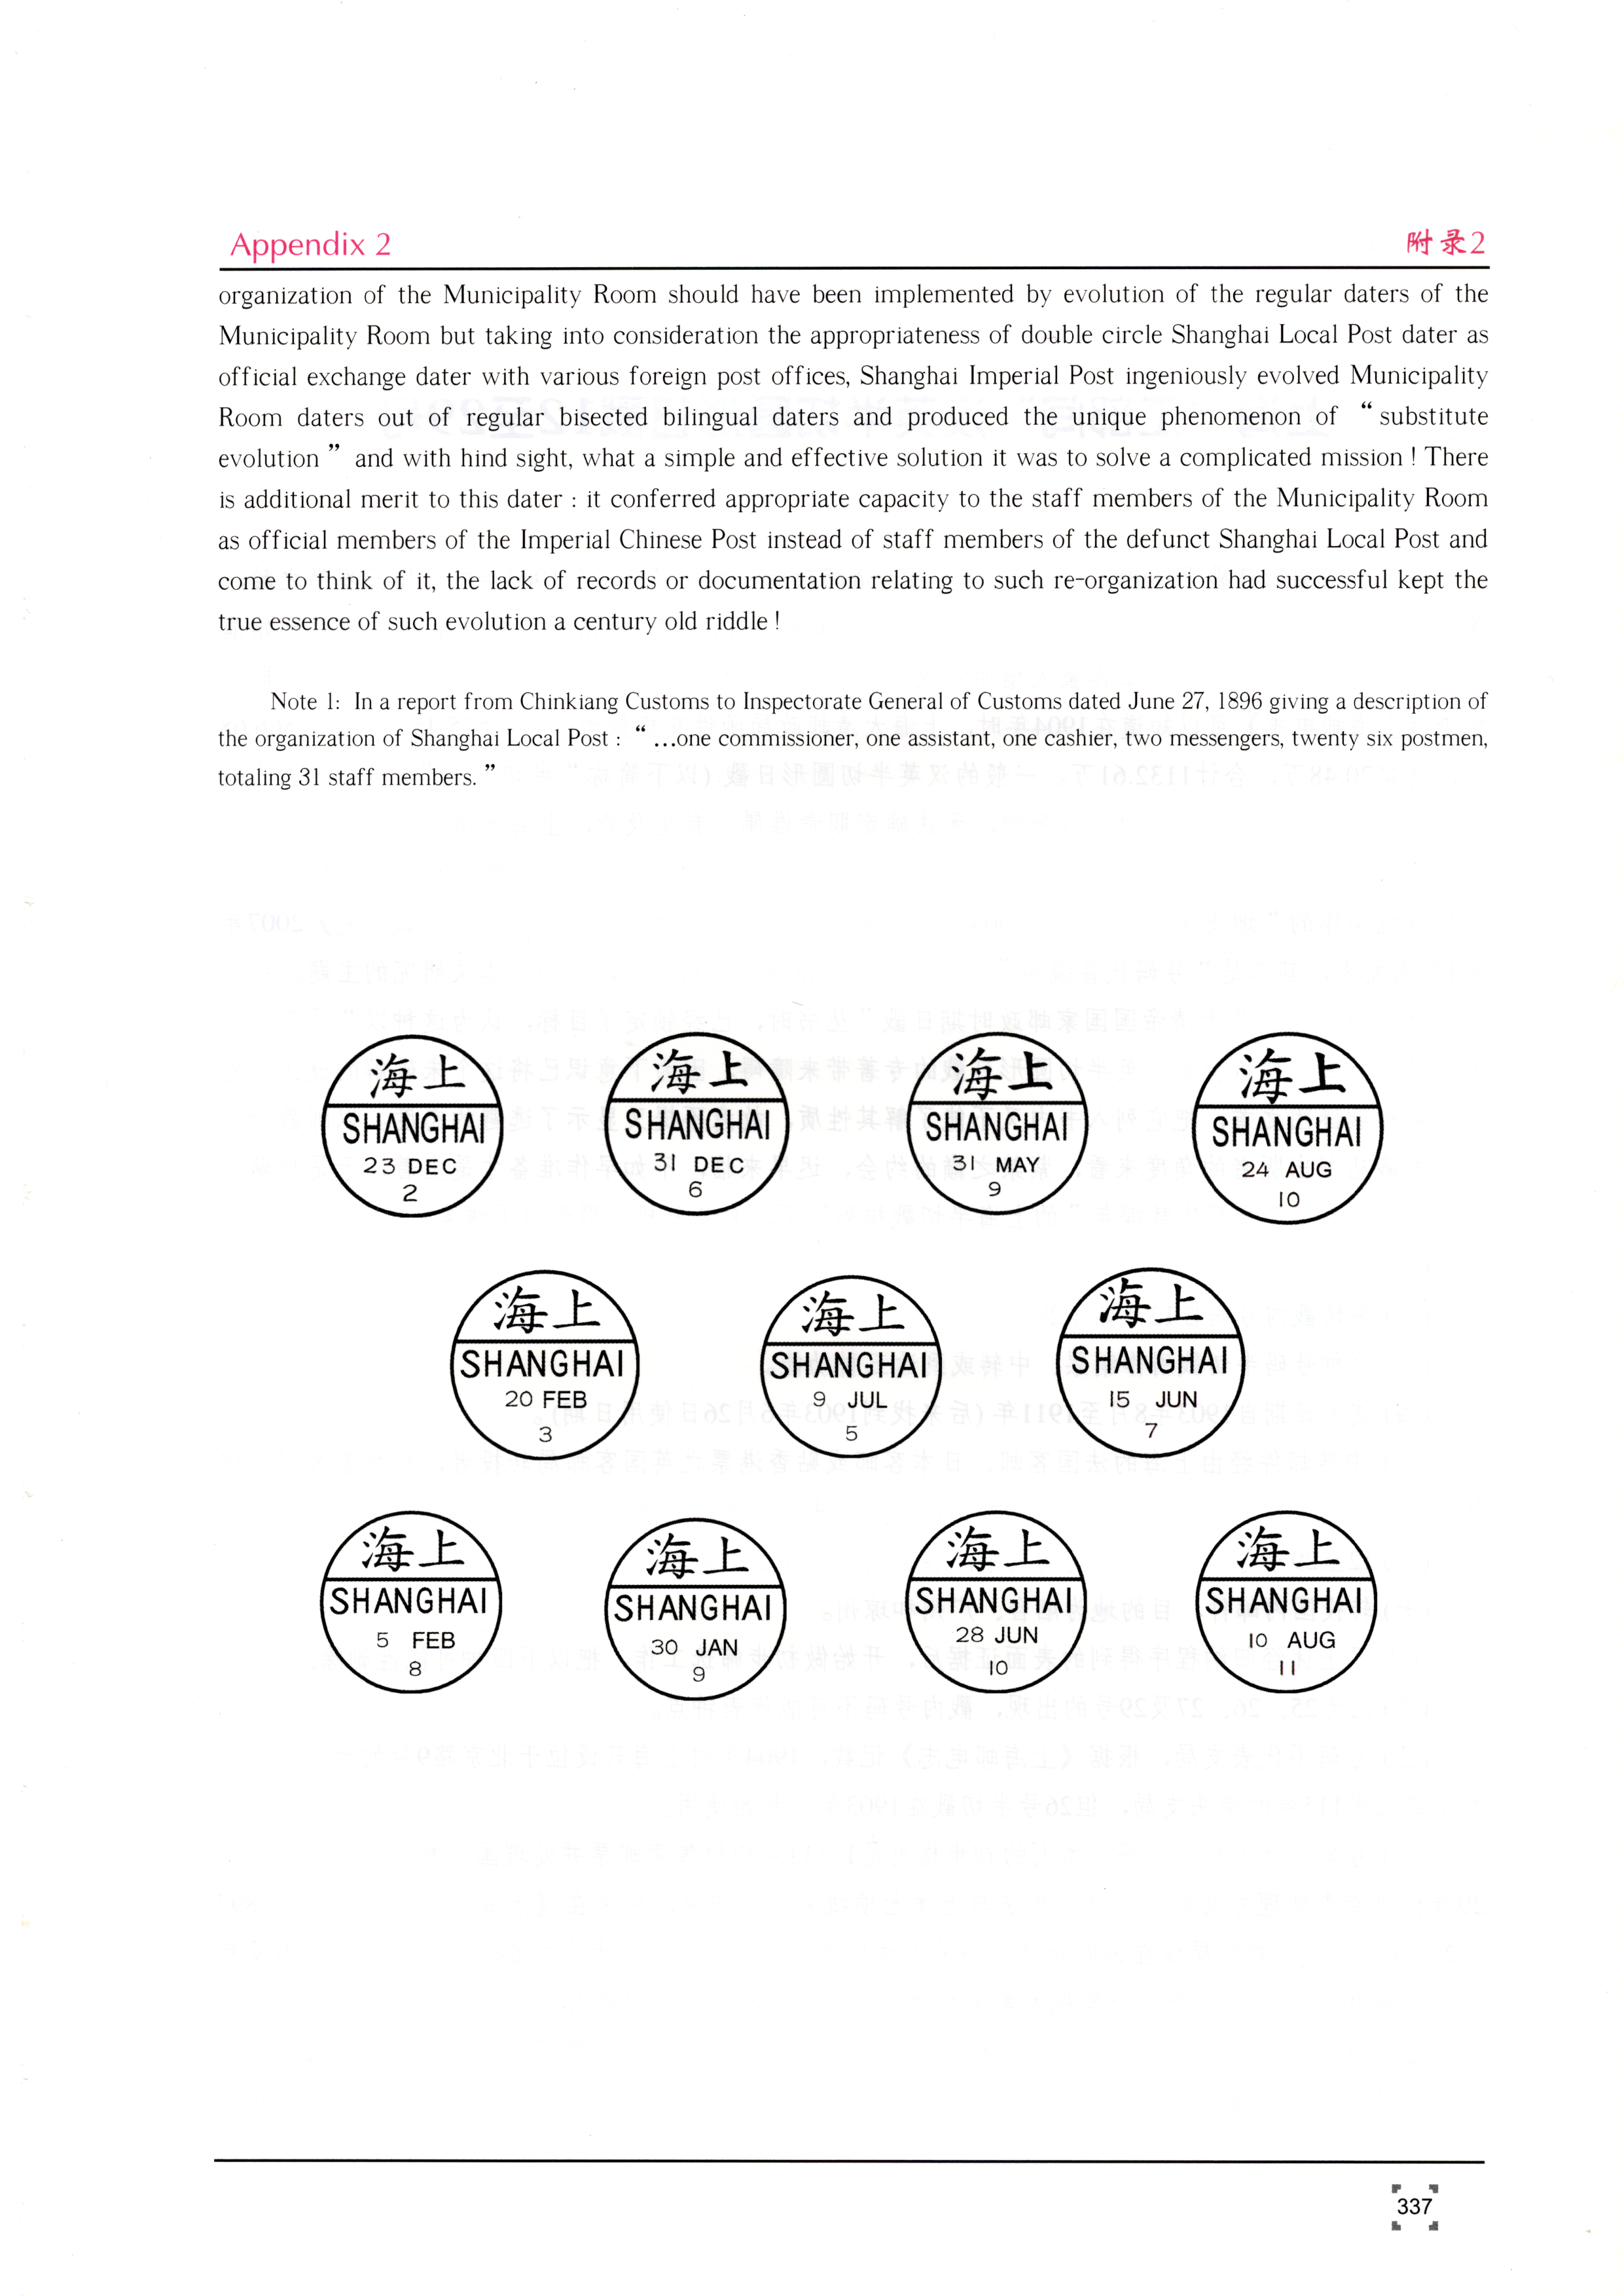 Appendix 2
附录2
organization of the Municipality Room should have been implemented by evolution of the regular daters of the
Municipality Room but taking into consideration the appropriateness of double circle Shanghai Local Post dater as
official exchange dater with various foreign post offices, Shanghai Imperial Post ingeniously evolved Municipality
Room daters out of regular bisected bilingual daters and produced the unique phenomenon of “ substitute
evolution ” and with hind sight, what a simple and effective solution it was to solve a complicated mission ! There
is additional merit to this dater : it conferred appropriate capacity to the staff members of the Municipality Room
as official members of the Imperial Chinese Post instead of staff members of the defunct Shanghai Local Post and
come to think of it, the lack of records or documentation relating to such re-organization had successful kept the
true essence of such evolution a century old riddle !
Note 1: In a report from Chinkiang Customs to Inspectorate General of Customs dated June 27, 1896 giving a description of
the organization of Shanghai Local Post : “ ...one commissioner, one assistant, one cashier, two messengers, twenty six postmen,
totaling 31 staff members. ”
海上
SHANGHAI
23 DEC
2
海上
SHANGHAI
31 DEC
6
海上
SHANGHAI
31 MAY
9
海上
SHANGHAI
24 AUG
10
海上
SHANGHAI
20 FEB
3
海上
SHANGHAI
9 JUL
5
海上
SHANGHAI
15 JUN
7
海上
SHANGHAI
5 FEB
8
海上
SHANGHAI
30 JAN
9
海上
SHANGHAI
28 JUN
10
海上
SHANGHAI
10 AUG
11
337